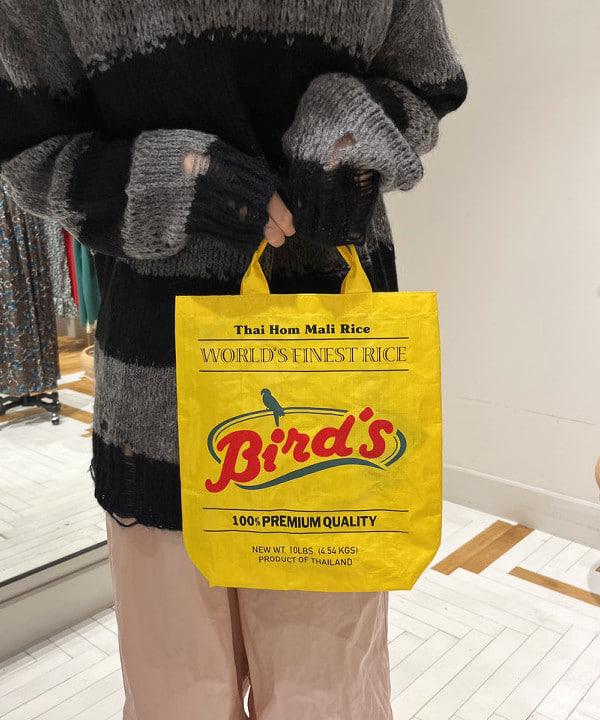 Thai Hom Mali Rice
WORLD'S FINEST RICE
Bird's
100% PREMIUM QUALITY
NEW WT. 10LBS. (4.54 KGS)
PRODUCT OF THAILAND